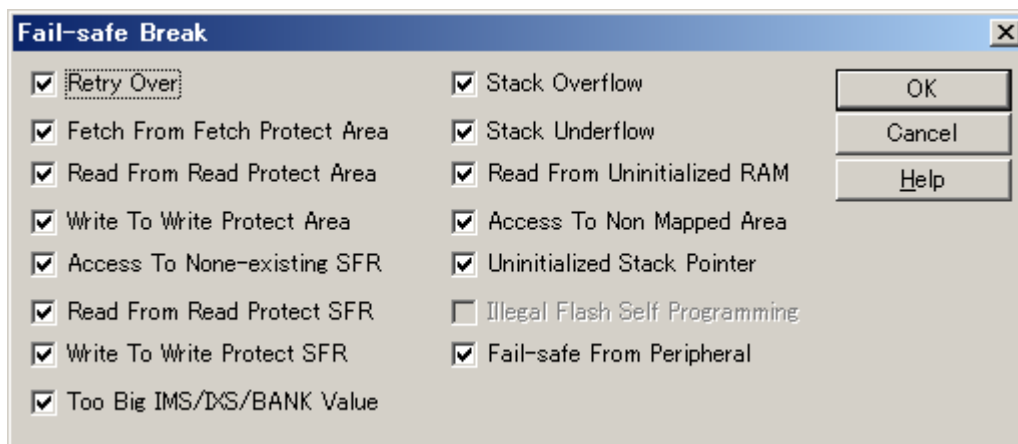 Fail-safe Break
Retry Over
Fetch From Fetch Protect Area
Read From Read Protect Area
Write To Write Protect Area
Access To None-existing SFR
Read From Read Protect SFR
Write To Write Protect SFR
Too Big IMS/IXS/BANK Value
Stack Overflow
Stack Underflow
Read From Uninitialized RAM
Access To Non Mapped Area
Uninitialized Stack Pointer
Illegal Flash Self Programming
Fail-safe From Peripheral
OK
Cancel
Help